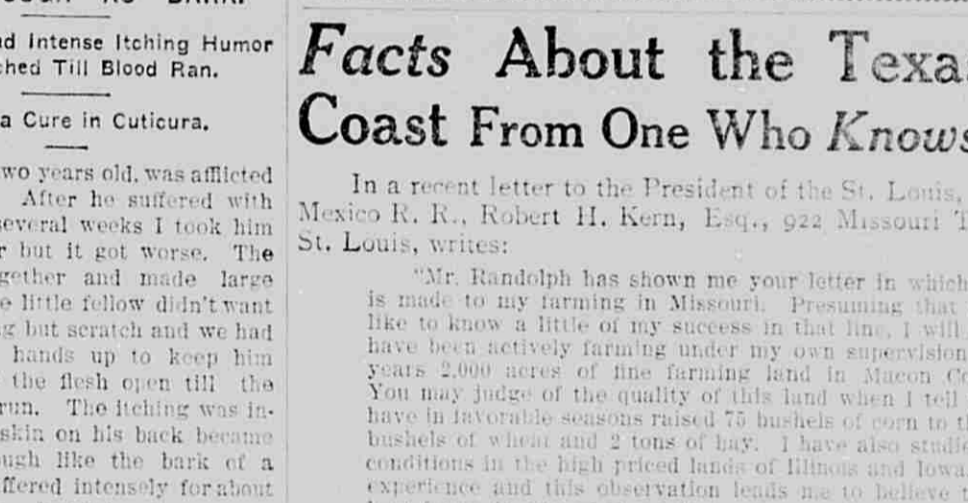 d Intense Itching Humor
ched Till Blood Ran.
a Cure in Cuticura.
wo years old, was afflicted
After he suffered with
several weeks I took him
r but it got worse. The
gether and made large
e little fellow didn't want
g but scratch and we had
hands up to keep him
the flesh open till the
run. The itching was in-
skin on his back became
ough like the bark of a
ffered intensely for about
Facts About the Texas
Coast From One Who Knows
In a recent letter to the President of the St. Louis,
Mexico R. R., Robert H. Kern, Esq., 922 Missouri T
St. Louis, writes:
"Mr. Randolph has shown me your letter in which
is made to my farming in Missouri. Presuming that
like to know a little of my success in that line, I will
have been actively farming under my own supervision
years 2,000 acres of fine farming land in Macon Co
You may judge of the quality of this land when I tell
have in favorable seasons raised 75 bushels of corn to th
bushels of wheat and 2 tons of hay. I have also studie
conditions in the high priced lands of Illinois and Iowa
experience and this observation leads me to believe t